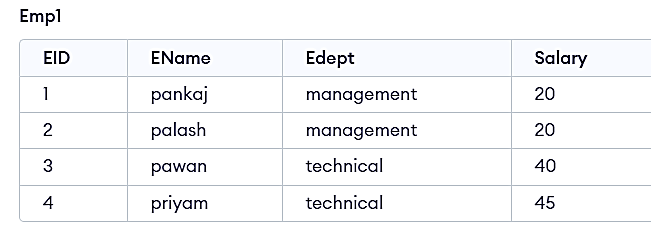 Emp1
EID EName Edept Salary
1 pankaj management 20
2 palash management 20
3 pawan technical 40
4 priyam technical 45